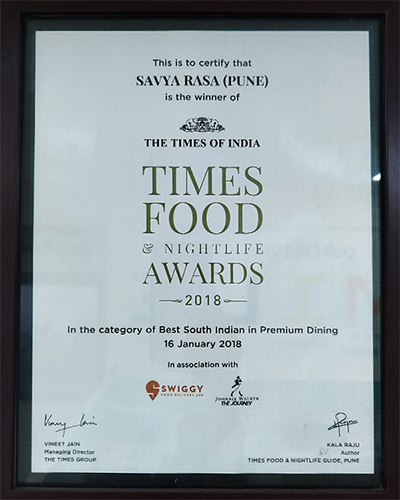 This is to certify that
SAVYA RASA (PUNE)
is the winner of
THE TIMES OF INDIA
TIMES
FOOD
& NIGHTLIFE
AWARDS
2018
In the category of Best South Indian in Premium Dining
16 January 2018
In association with
SWIGGY
FOOD DELIVERY APP
JOHNNIE WALKER
THE JOURNEY
VINEET JAIN
Managing Director
THE TIMES GROUP
KALA RAJU
Author
TIMES FOOD & NIGHTLIFE GUIDE, PUNE